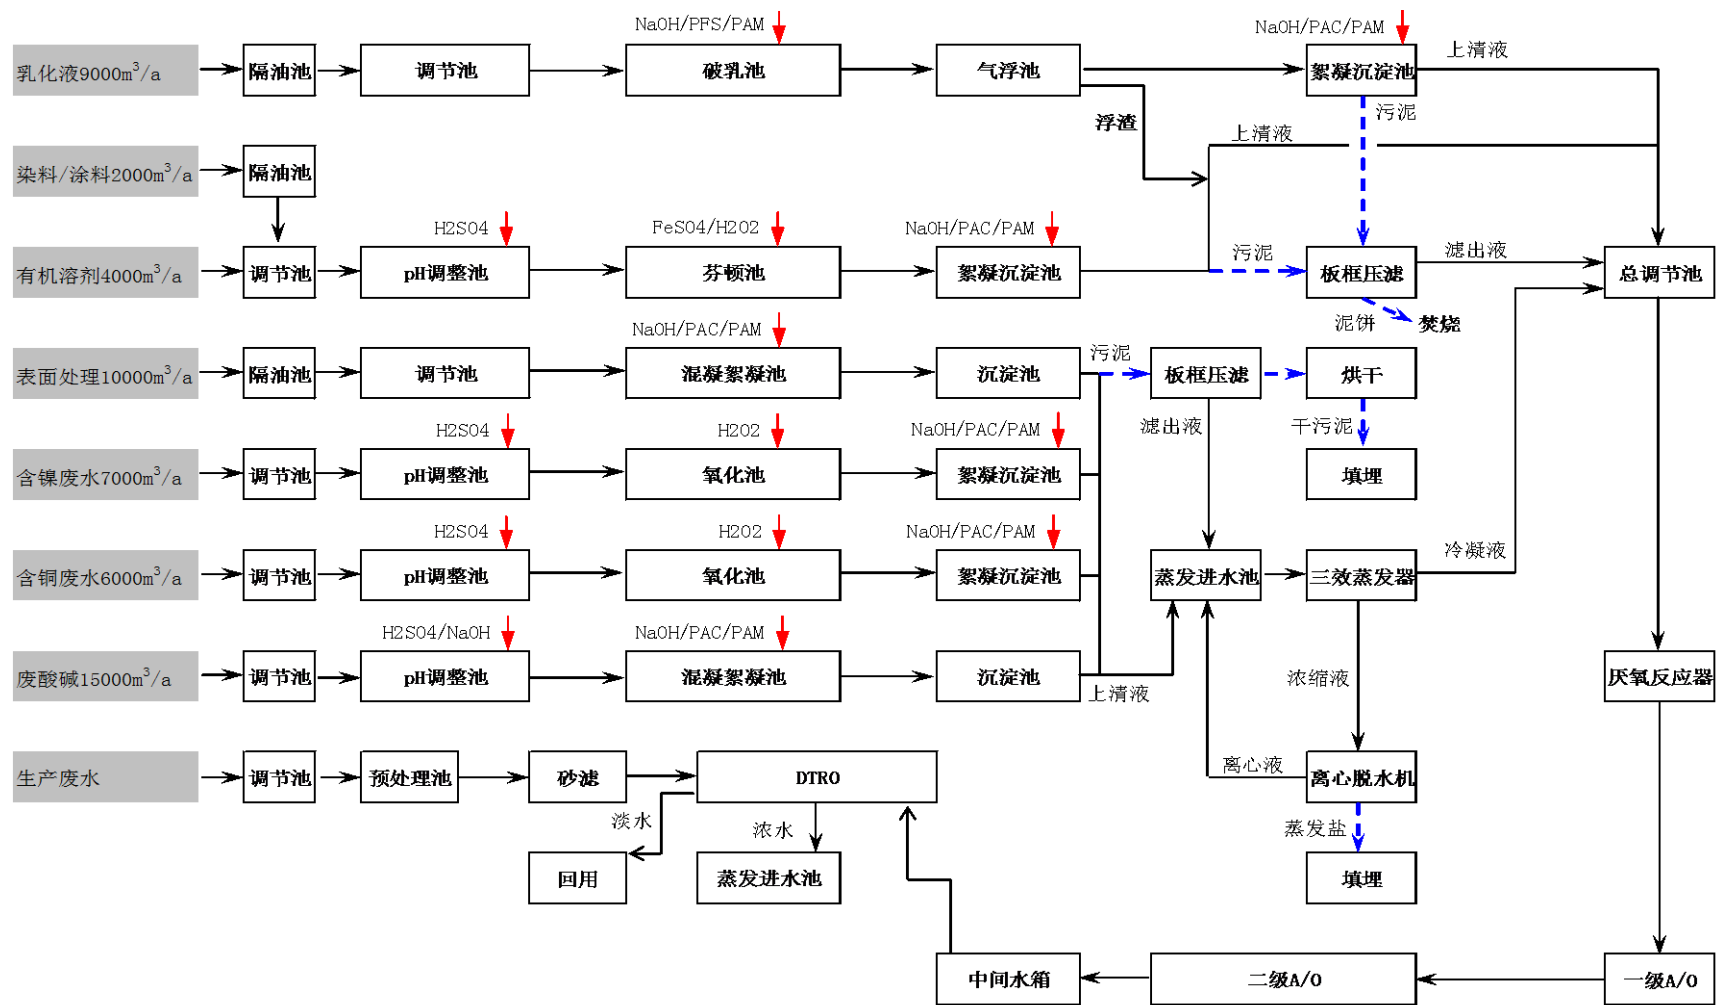 NaOH/PFS/PAM
NaOH/PAC/PAM
乳化液9000m³/a
隔油池
调节池
破乳池
气浮池
絮凝沉淀池
上清液
浮渣
污泥
上清液
染料/涂料2000m³/a
隔油池
H2SO4
FeSO4/H2O2
NaOH/PAC/PAM
有机溶剂4000m³/a
调节池
pH调整池
芬顿池
絮凝沉淀池
污泥
板框压滤
滤出液
总调节池
泥饼
焚烧
NaOH/PAC/PAM
表面处理10000m³/a
隔油池
调节池
混凝絮凝池
沉淀池
污泥
板框压滤
烘干
滤出液
干污泥
H2SO4
H2O2
NaOH/PAC/PAM
含镍废水7000m³/a
调节池
pH调整池
氧化池
絮凝沉淀池
填埋
H2SO4
H2O2
NaOH/PAC/PAM
含铜废水6000m³/a
调节池
pH调整池
氧化池
絮凝沉淀池
蒸发进水池
三效蒸发器
冷凝液
H2SO4/NaOH
NaOH/PAC/PAM
废酸碱15000m³/a
调节池
pH调整池
混凝絮凝池
沉淀池
上清液
浓缩液
厌氧反应器
生产废水
调节池
预处理池
砂滤
DTRO
离心液
离心脱水机
淡水
浓水
蒸发盐
回用
蒸发进水池
填埋
中间水箱
二级A/O
一级A/O